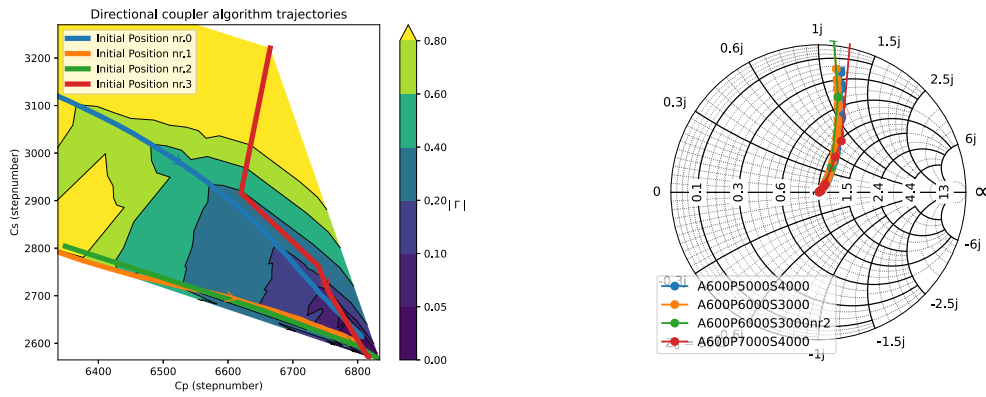 Directional coupler algorithm trajectories
Initial Position nr.0
Initial Position nr.1
Initial Position nr.2
Initial Position nr.3
3200
3100
3000
2900
2800
2700
2600
Cs (stepnumber)
6400
6500
6600
6700
6800
Cp (stepnumber)
0.80
0.60
0.40
0.20
0.10
0.05
0.00
|Γ|
0.3j
0.6j
1j
1.5j
2.5j
6j
∝
-6j
-2.5j
-1.5j
-1j
-0.3j
0
0.1
0.3
0.6
1.5
2.4
4.4
13
A600P5000S4000
A600P6000S3000
A600P6000S3000nr2
A600P7000S4000